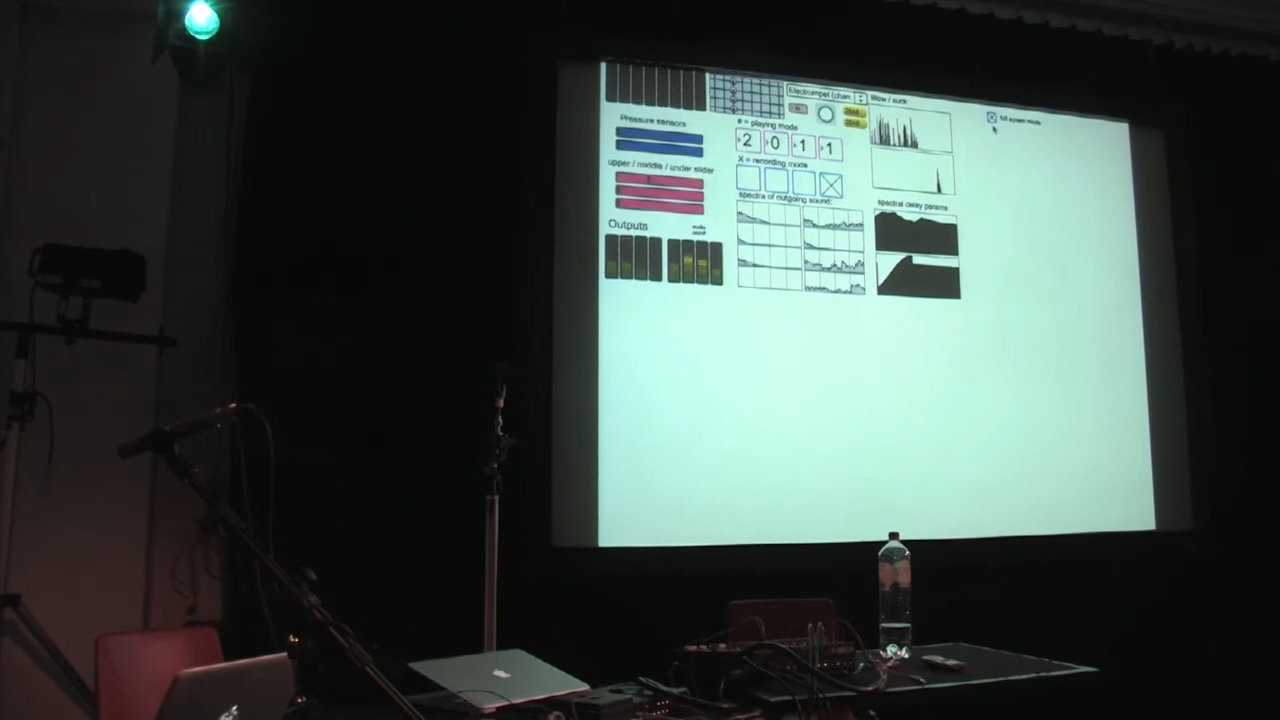 Electrumpet (chan
Blow / suck
full screen mode
Pressure sensors
# = playing mode
2 0 1 1
upper / middle / under slider
X = recording mode
spectra of outgoing sound:
spectral delay params
Outputs